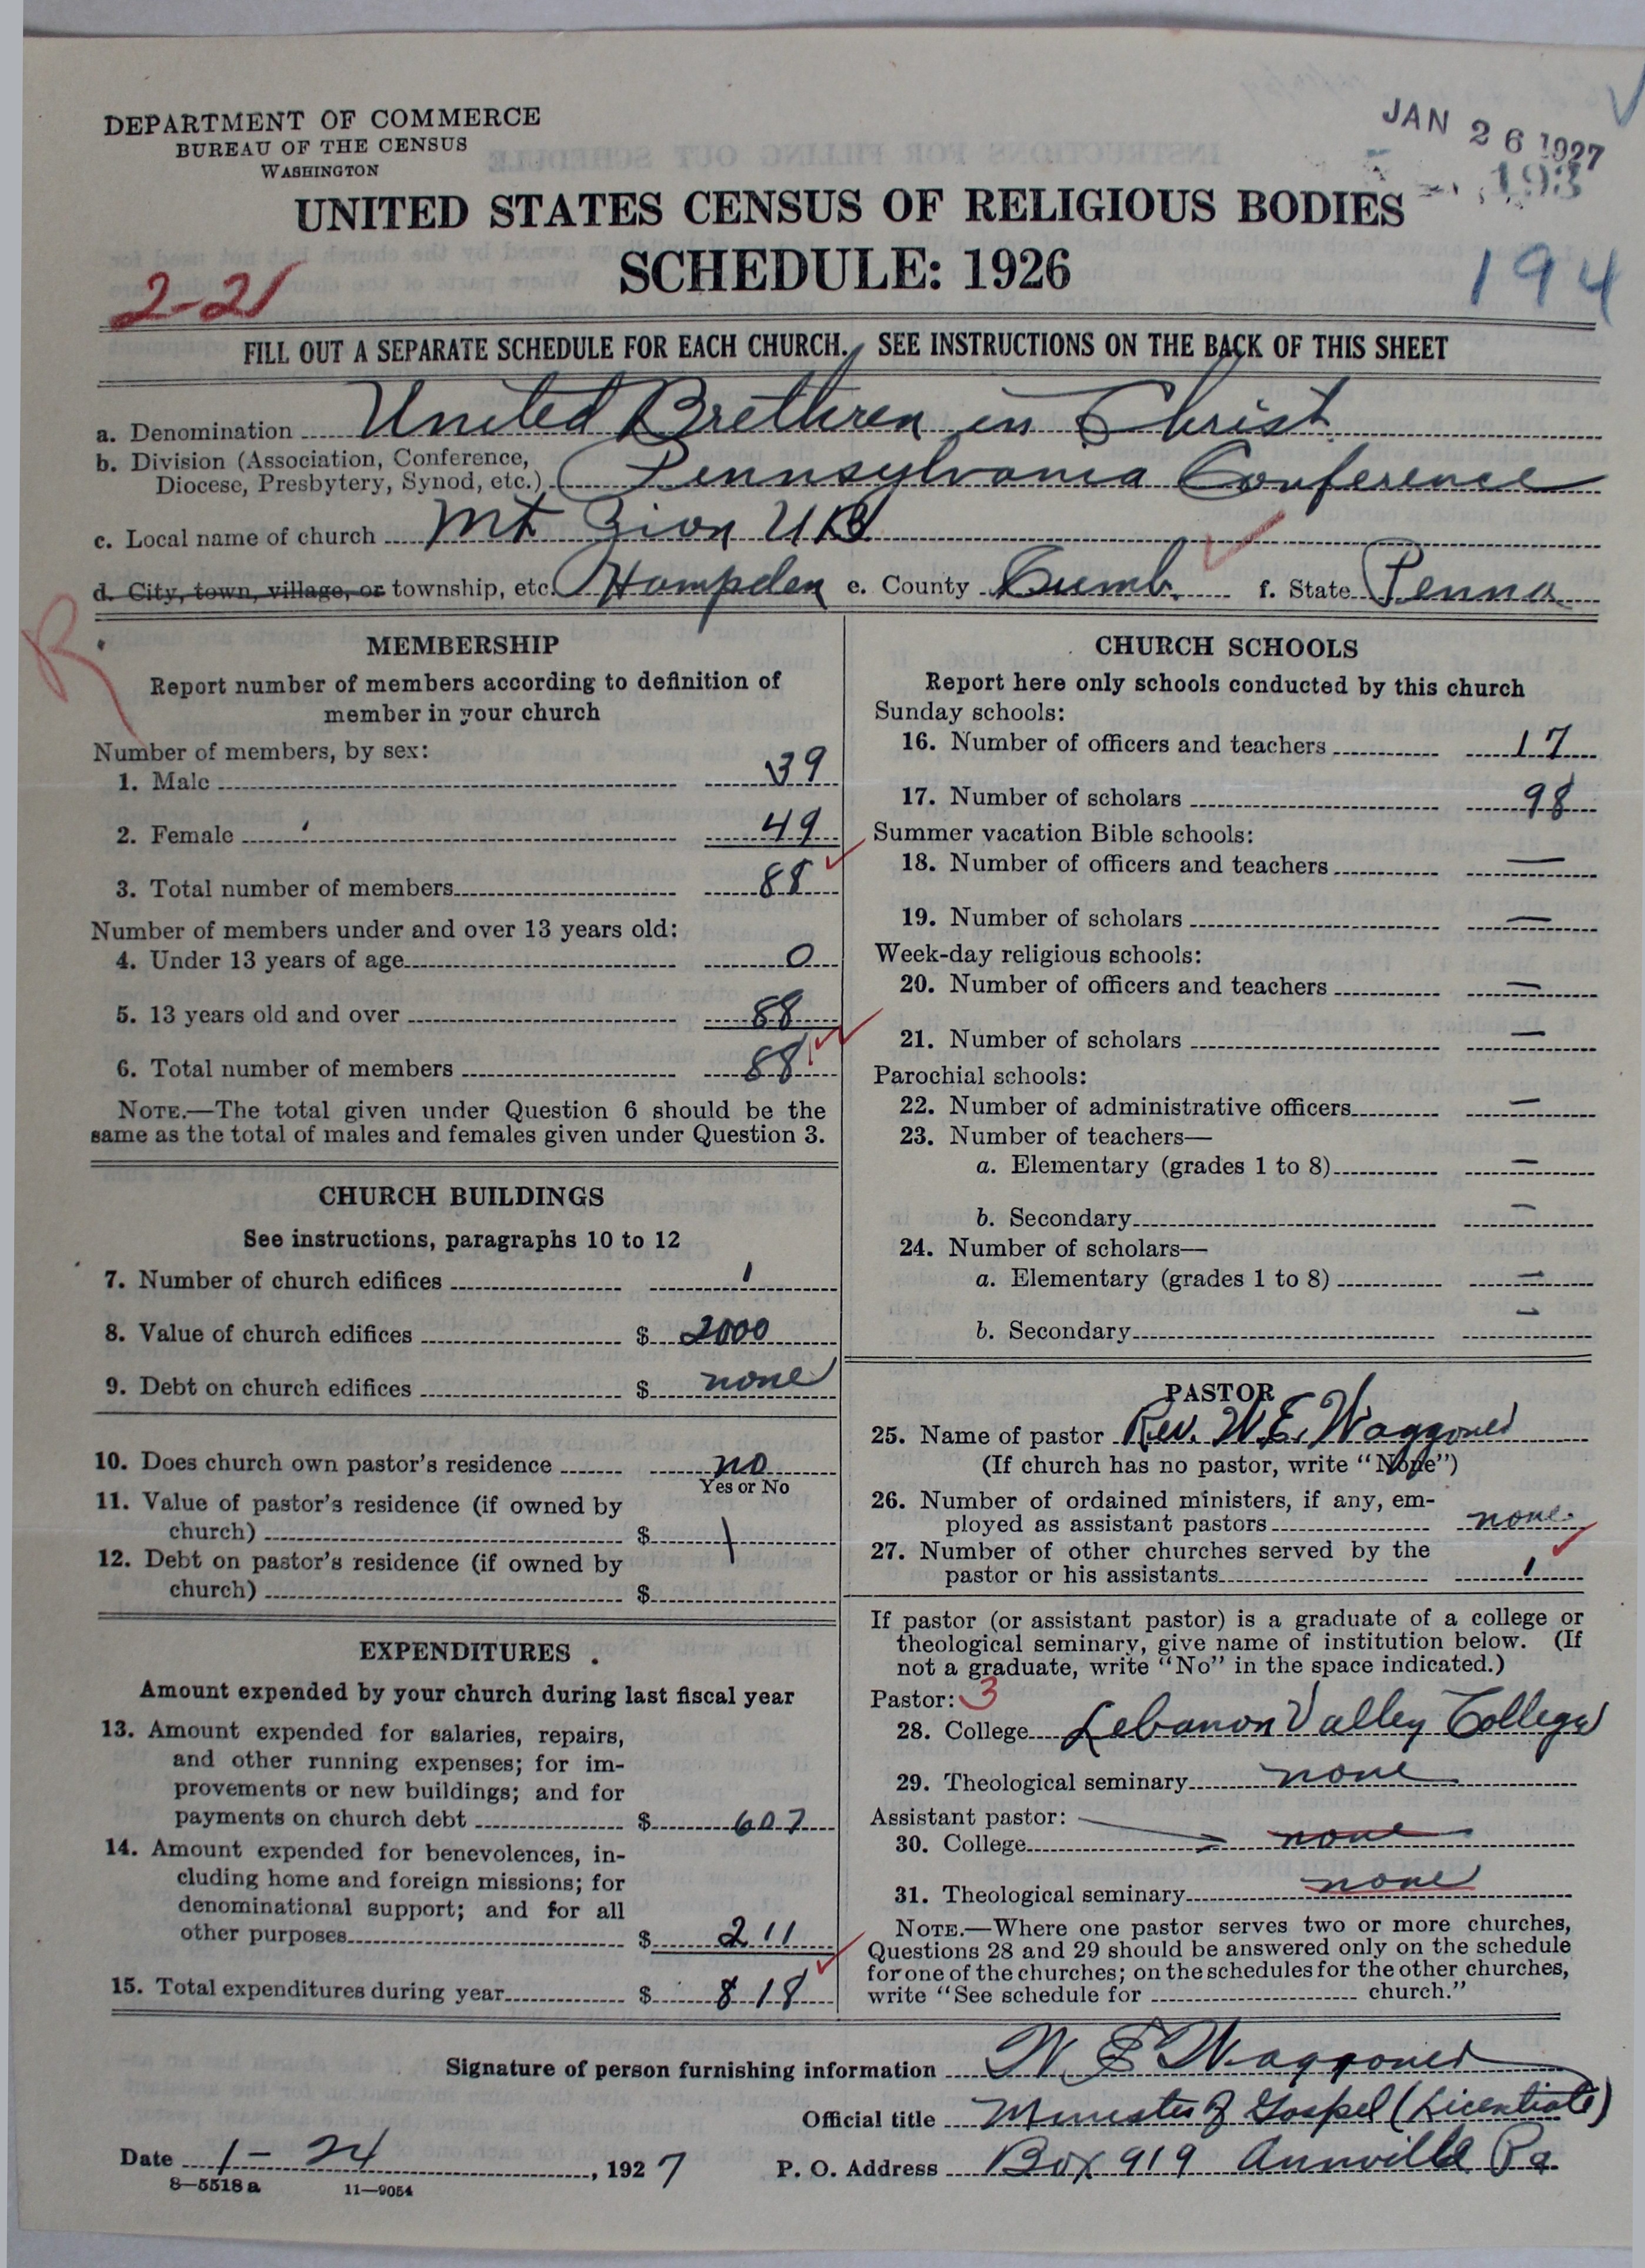 DEPARTMENT OF COMMERCE
BUREAU OF THE CENSUS
WASHINGTON
JAN 26 1927
193
UNITED STATES CENSUS OF RELIGIOUS BODIES
SCHEDULE: 1926
2-21
194
FILL OUT A SEPARATE SCHEDULE FOR EACH CHURCH. SEE INSTRUCTIONS ON THE BACK OF THIS SHEET
a. Denomination United Brethren in Christ
b. Division (Association, Conference,
Diocese, Presbytery, Synod, etc.) Pennsylvania Conference
c. Local name of church Mt Zion U B
d. City, town, village, or township, etc. Hampden e. County Cumb. f. State Penna
R
MEMBERSHIP
Report number of members according to definition of
member in your church
Number of members, by sex:
1. Male 39
2. Female 49
3. Total number of members 88
Number of members under and over 13 years old:
4. Under 13 years of age 0
5. 13 years old and over 88
6. Total number of members 88
NOTE.—The total given under Question 6 should be the
same as the total of males and females given under Question 3.
CHURCH BUILDINGS
See instructions, paragraphs 10 to 12
7. Number of church edifices 1
8. Value of church edifices $ 2000
9. Debt on church edifices $ none
10. Does church own pastor's residence no
Yes or No
11. Value of pastor's residence (if owned by
church) $
12. Debt on pastor's residence (if owned by
church) $
EXPENDITURES
Amount expended by your church during last fiscal year
13. Amount expended for salaries, repairs,
and other running expenses; for im-
provements or new buildings; and for
payments on church debt $ 607
14. Amount expended for benevolences, in-
cluding home and foreign missions; for
denominational support; and for all
other purposes $ 211
15. Total expenditures during year $ 818
CHURCH SCHOOLS
Report here only schools conducted by this church
Sunday schools:
16. Number of officers and teachers 17
17. Number of scholars 98
Summer vacation Bible schools:
18. Number of officers and teachers —
19. Number of scholars —
Week-day religious schools:
20. Number of officers and teachers —
21. Number of scholars —
Parochial schools:
22. Number of administrative officers —
23. Number of teachers—
a. Elementary (grades 1 to 8) —
b. Secondary —
24. Number of scholars—
a. Elementary (grades 1 to 8) —
b. Secondary —
PASTOR
25. Name of pastor Rev. W. E. Waggoner
(If church has no pastor, write "None")
26. Number of ordained ministers, if any, em-
ployed as assistant pastors none
27. Number of other churches served by the
pastor or his assistants 1
If pastor (or assistant pastor) is a graduate of a college or
theological seminary, give name of institution below. (If
not a graduate, write "No" in the space indicated.)
Pastor: 3
28. College Lebanon Valley College
29. Theological seminary none
Assistant pastor:
30. College none
31. Theological seminary none
NOTE.—Where one pastor serves two or more churches,
Questions 28 and 29 should be answered only on the schedule
for one of the churches; on the schedules for the other churches,
write "See schedule for church."
Signature of person furnishing information W E Waggoner
Official title Minister of Gospel (Licentiate)
Date 1 - 24, 1927 P. O. Address Box 919 Annville Pa
8—5518a 11—9054